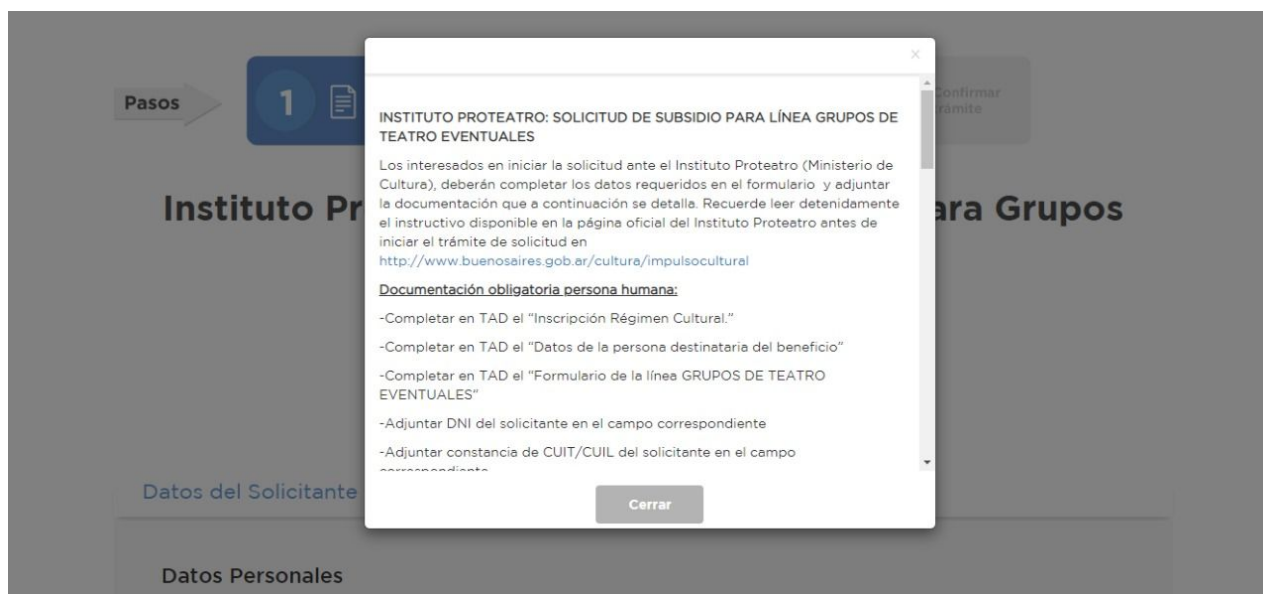 ×
INSTITUTO PROTEATRO: SOLICITUD DE SUBSIDIO PARA LÍNEA GRUPOS DE
TEATRO EVENTUALES
Los interesados en iniciar la solicitud ante el Instituto Proteatro (Ministerio de
Cultura), deberán completar los datos requeridos en el formulario y adjuntar
la documentación que a continuación se detalla. Recuerde leer detenidamente
el instructivo disponible en la página oficial del Instituto Proteatro antes de
iniciar el trámite de solicitud en
http://www.buenosaires.gob.ar/cultura/impulsocultural
Documentación obligatoria persona humana:
-Completar en TAD el "Inscripción Régimen Cultural."
-Completar en TAD el "Datos de la persona destinataria del beneficio"
-Completar en TAD el "Formulario de la línea GRUPOS DE TEATRO
EVENTUALES"
-Adjuntar DNI del solicitante en el campo correspondiente
-Adjuntar constancia de CUIT/CUIL del solicitante en el campo
correspondiente
Cerrar
Pasos
1
Confirmar
trámite
Instituto Pr
ara Grupos
Datos del Solicitante
Datos Personales